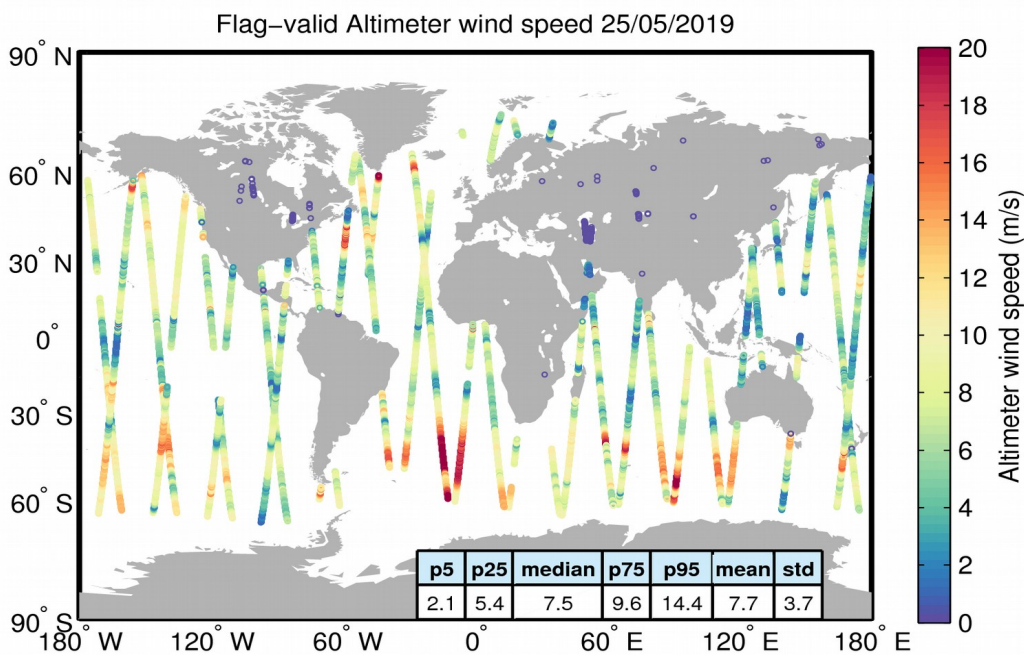 Flag−valid Altimeter wind speed 25/05/2019
90° N
60° N
30° N
0°
30° S
60° S
90° S
180° W
120° W
60° W
0°
60° E
120° E
180° E
p5 p25 median p75 p95 mean std
2.1 5.4 7.5 9.6 14.4 7.7 3.7
20
18
16
14
12
10
8
6
4
2
0
Altimeter wind speed (m/s)